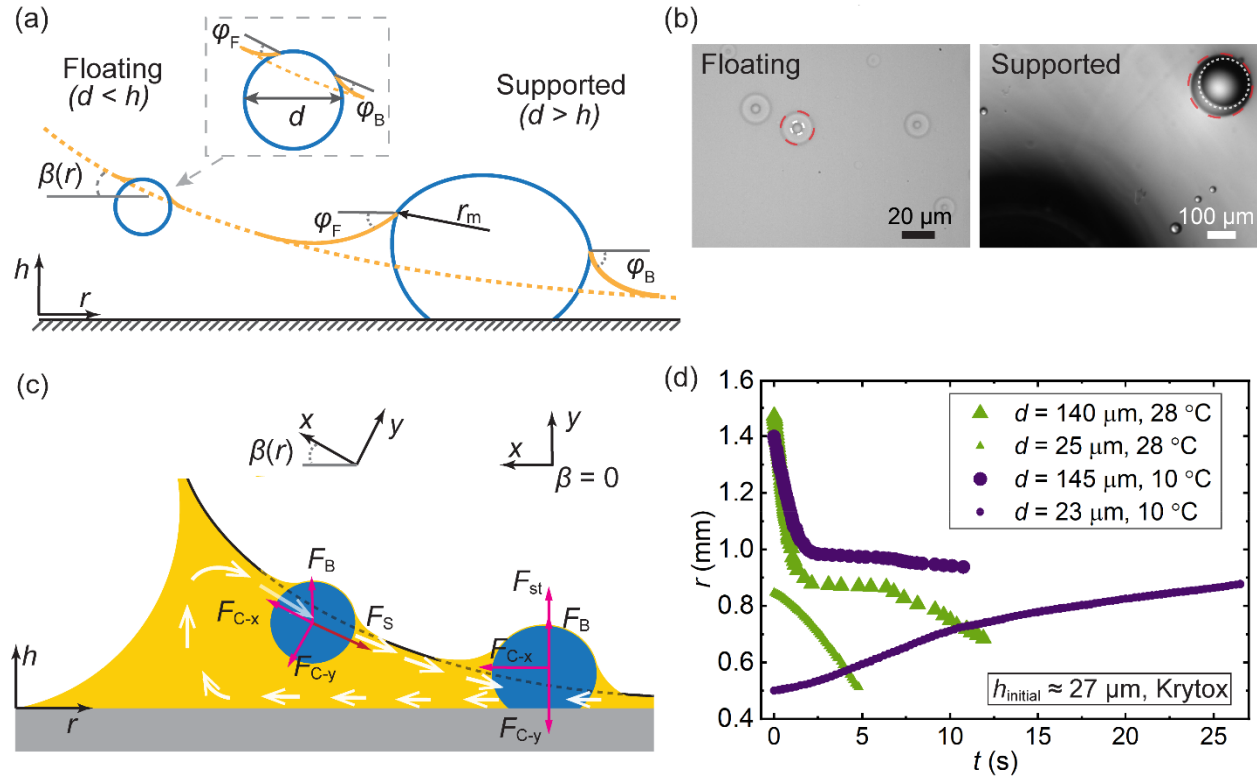 (a)
Floating
(d < h)
φF
d
φB
Supported
(d > h)
β(r)
φF
rm
φB
h
r
(b)
Floating
20 μm
Supported
100 μm
(c)
x
y
β(r)
y
x
β = 0
FB
FC-x
FS
FC-y
Fst
FB
FC-x
FC-y
h
r
(d)
1.6
1.4
1.2
1.0
0.8
0.6
0.4
r (mm)
d = 140 μm, 28 °C
d = 25 μm, 28 °C
d = 145 μm, 10 °C
d = 23 μm, 10 °C
hinitial ≈ 27 μm, Krytox
0 5 10 15 20 25
t (s)